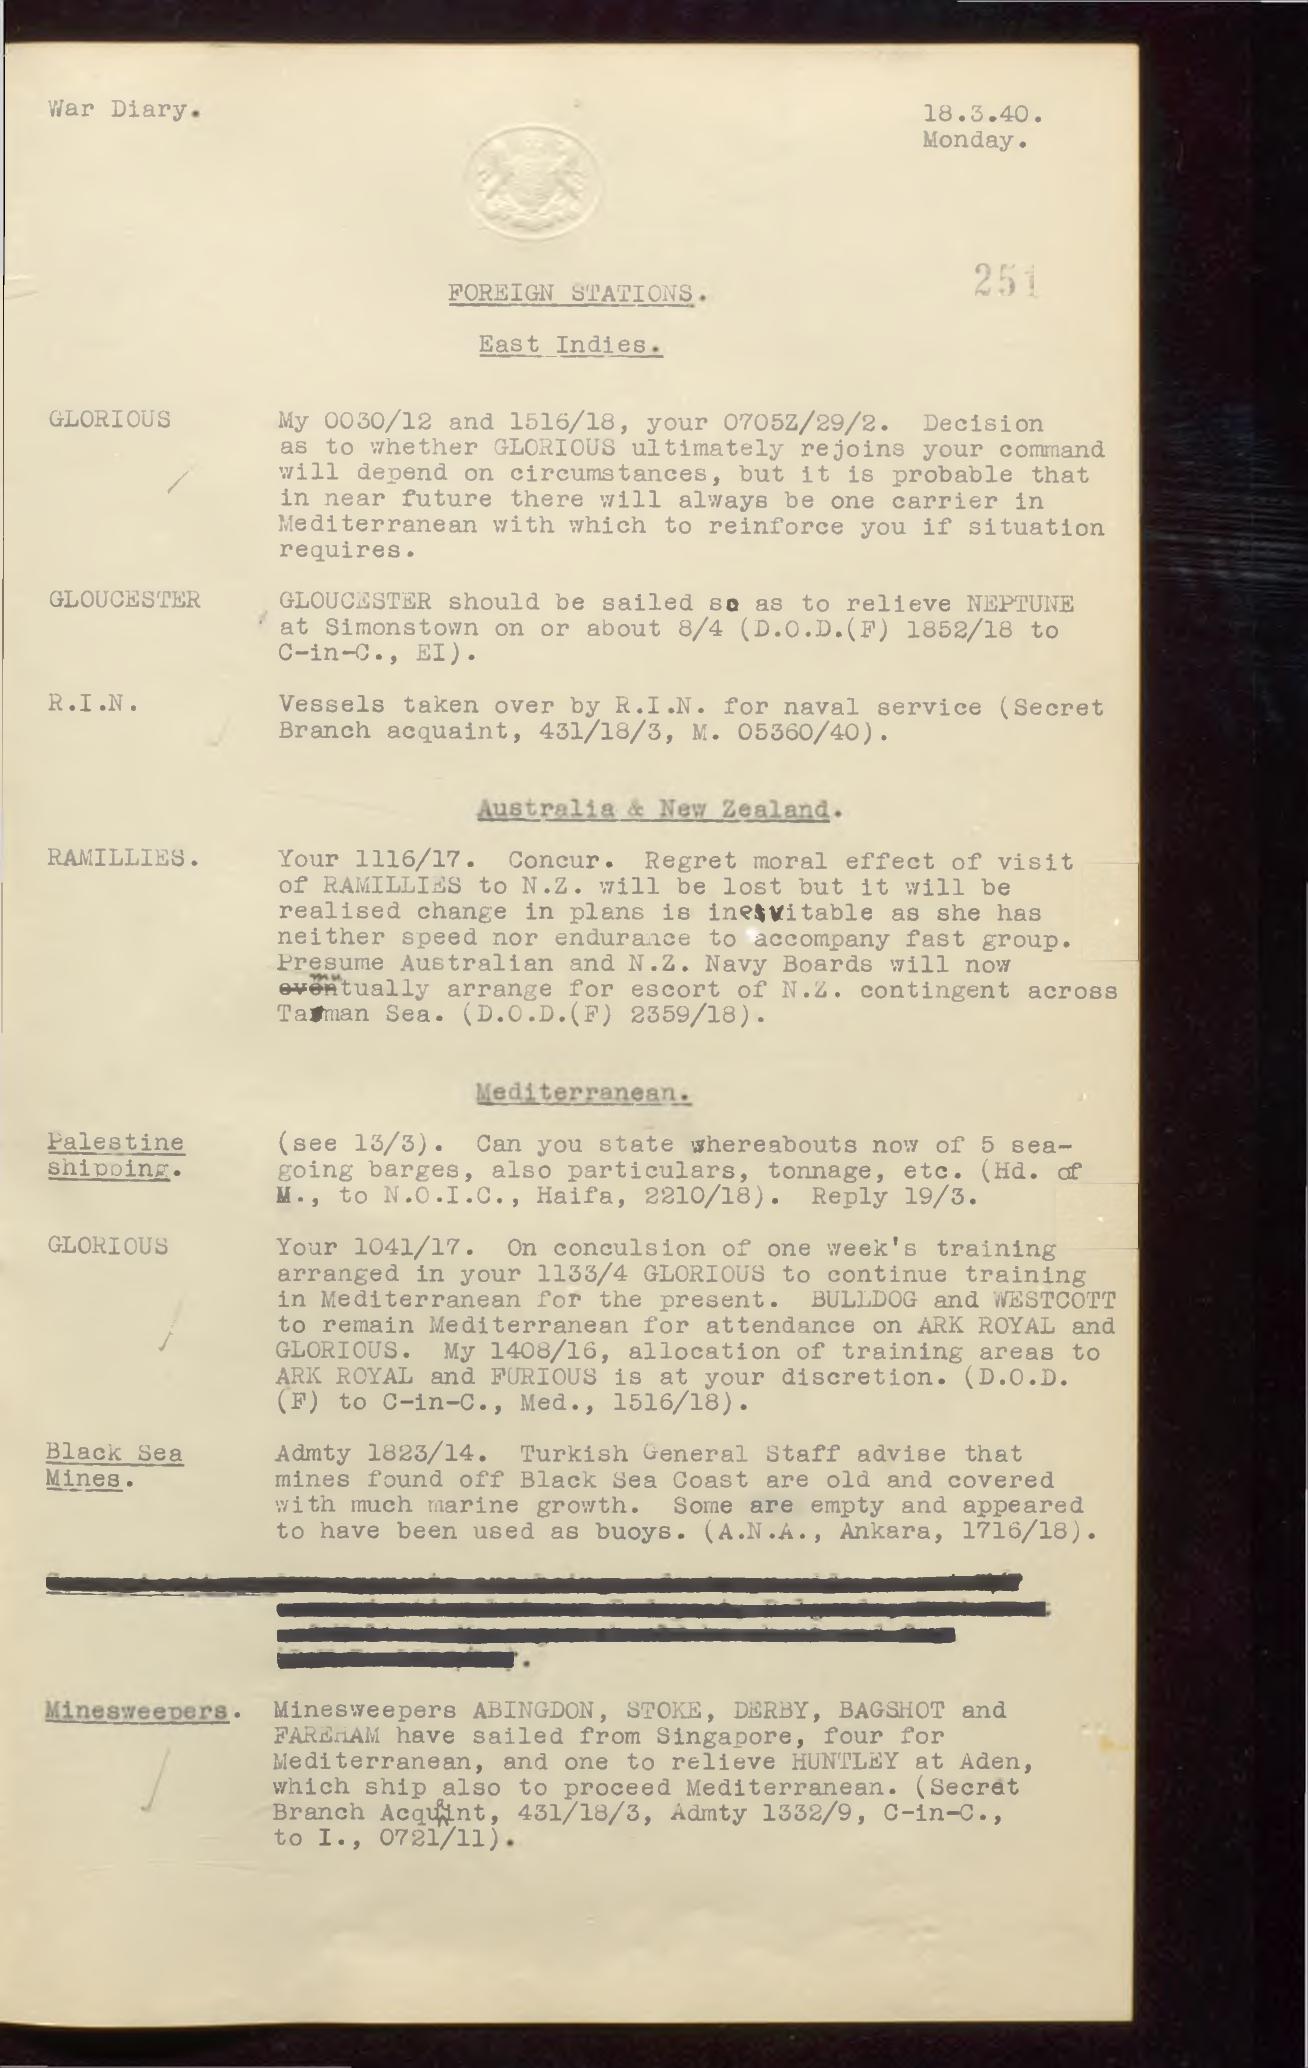 War Diary.
18.3.40.
Monday.
251
FOREIGN STATIONS.
East Indies.
GLORIOUS My 0030/12 and 1516/18, your 0705Z/29/2. Decision
as to whether GLORIOUS ultimately rejoins your command
will depend on circumstances, but it is probable that
in near future there will always be one carrier in
Mediterranean with which to reinforce you if situation
requires.
GLOUCESTER GLOUCESTER should be sailed so as to relieve NEPTUNE
at Simonstown on or about 8/4 (D.O.D.(F) 1852/18 to
C-in-C., EI).
R.I.N. Vessels taken over by R.I.N. for naval service (Secret
Branch acquaint, 431/18/3, M. 05360/40).
Australia & New Zealand.
RAMILLIES. Your 1116/17. Concur. Regret moral effect of visit
of RAMILLIES to N.Z. will be lost but it will be
realised change in plans is inevitable as she has
neither speed nor endurance to accompany fast group.
Presume Australian and N.Z. Navy Boards will now
mutually arrange for escort of N.Z. contingent across
Tasman Sea. (D.O.D.(F) 2359/18).
Mediterranean.
Palestine shipping. (see 13/3). Can you state whereabouts now of 5 sea-
going barges, also particulars, tonnage, etc. (Hd. of
M., to N.O.I.C., Haifa, 2210/18). Reply 19/3.
GLORIOUS Your 1041/17. On conculsion of one week's training
arranged in your 1133/4 GLORIOUS to continue training
in Mediterranean for the present. BULLDOG and WESTCOTT
to remain Mediterranean for attendance on ARK ROYAL and
GLORIOUS. My 1408/16, allocation of training areas to
ARK ROYAL and FURIOUS is at your discretion. (D.O.D.
(F) to C-in-C., Med., 1516/18).
Black Sea Mines. Admty 1823/14. Turkish General Staff advise that
mines found off Black Sea Coast are old and covered
with much marine growth. Some are empty and appeared
to have been used as buoys. (A.N.A., Ankara, 1716/18).
Minesweepers. Minesweepers ABINGDON, STOKE, DERBY, BAGSHOT and
FAREHAM have sailed from Singapore, four for
Mediterranean, and one to relieve HUNTLEY at Aden,
which ship also to proceed Mediterranean. (Secret
Branch Acquaint, 431/18/3, Admty 1332/9, C-in-C.,
to I., 0721/11).